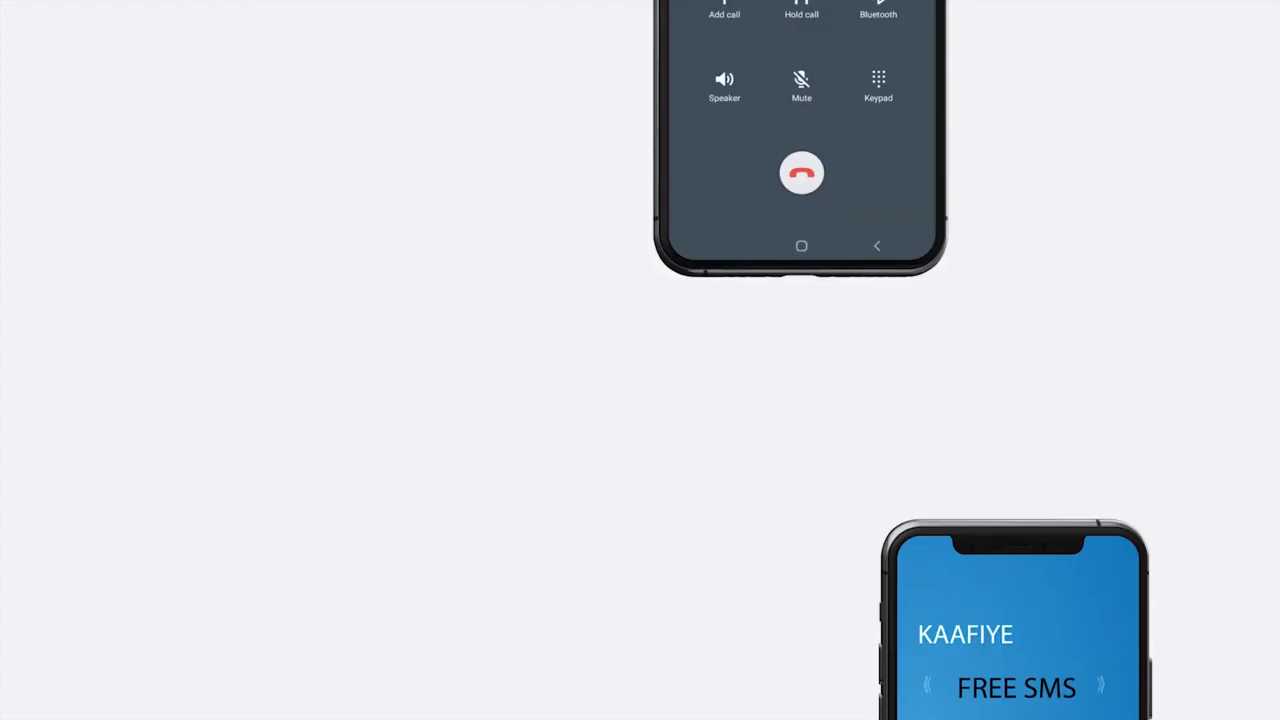 Add call
Hold call
Bluetooth
Speaker
Mute
Keypad
KAAFIYE
FREE SMS